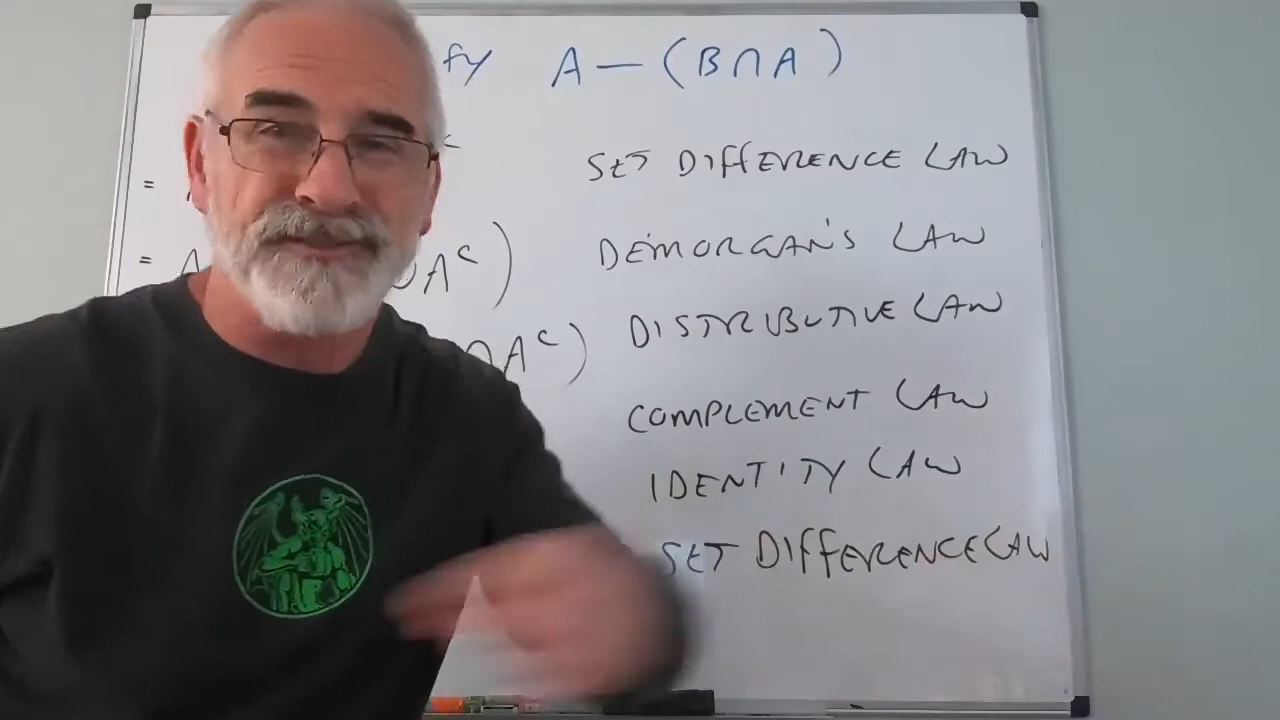 fy A — (B ∩ A)
c SET DIFFERENCE LAW
=
= A ∪ A^c) DEMORGAN'S LAW
∩ A^c) DISTRIBUTIVE LAW
COMPLEMENT LAW
IDENTITY LAW
SET DIFFERENCE LAW